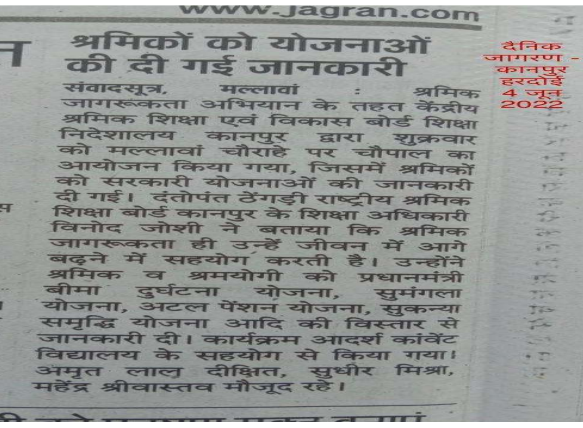 www.jagran.com
श्रमिकों को योजनाओं
की दी गई जानकारी
संवादसूत्र, मल्लावां : श्रमिक
जागरूकता अभियान के तहत केंद्रीय
श्रमिक शिक्षा एवं विकास बोर्ड शिक्षा
निदेशालय कानपुर द्वारा शुक्रवार
को मल्लावां चौराहे पर चौपाल का
आयोजन किया गया, जिसमें श्रमिकों
को सरकारी योजनाओं की जानकारी
दी गई। दंतोपंत ठेंगड़ी राष्ट्रीय श्रमिक
शिक्षा बोर्ड कानपुर के शिक्षा अधिकारी
विनोद जोशी ने बताया कि श्रमिक
जागरूकता ही उन्हें जीवन में आगे
बढ़ने में सहयोग करती है। उन्होंने
श्रमिक व श्रमयोगी को प्रधानमंत्री
बीमा दुर्घटना योजना, सुमंगला
योजना, अटल पेंशन योजना, सुकन्या
समृद्धि योजना आदि की विस्तार से
जानकारी दी। कार्यक्रम आदर्श कांवेंट
विद्यालय के सहयोग से किया गया।
अमृत लाल दीक्षित, सुधीर मिश्रा,
महेंद्र श्रीवास्तव मौजूद रहे।
दैनिक
जागरण -
कानपुर
हरदोई
4 जून
2022